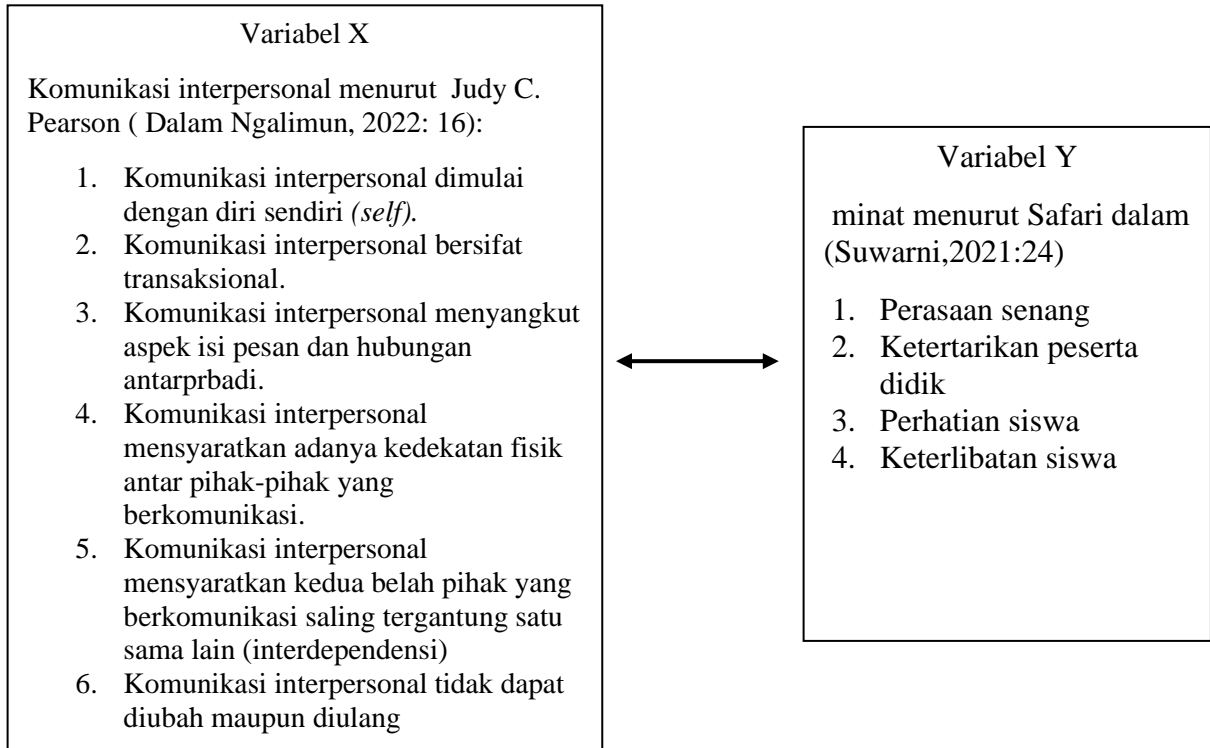 Variabel X
Komunikasi interpersonal menurut Judy C.
Pearson ( Dalam Ngalimun, 2022: 16):
1. Komunikasi interpersonal dimulai
dengan diri sendiri (self).
2. Komunikasi interpersonal bersifat
transaksional.
3. Komunikasi interpersonal menyangkut
aspek isi pesan dan hubungan
antarprbadi.
4. Komunikasi interpersonal
mensyaratkan adanya kedekatan fisik
antar pihak-pihak yang
berkomunikasi.
5. Komunikasi interpersonal
mensyaratkan kedua belah pihak yang
berkomunikasi saling tergantung satu
sama lain (interdependensi)
6. Komunikasi interpersonal tidak dapat
diubah maupun diulang
Variabel Y
minat menurut Safari dalam
(Suwarni,2021:24)
1. Perasaan senang
2. Ketertarikan peserta
didik
3. Perhatian siswa
4. Keterlibatan siswa